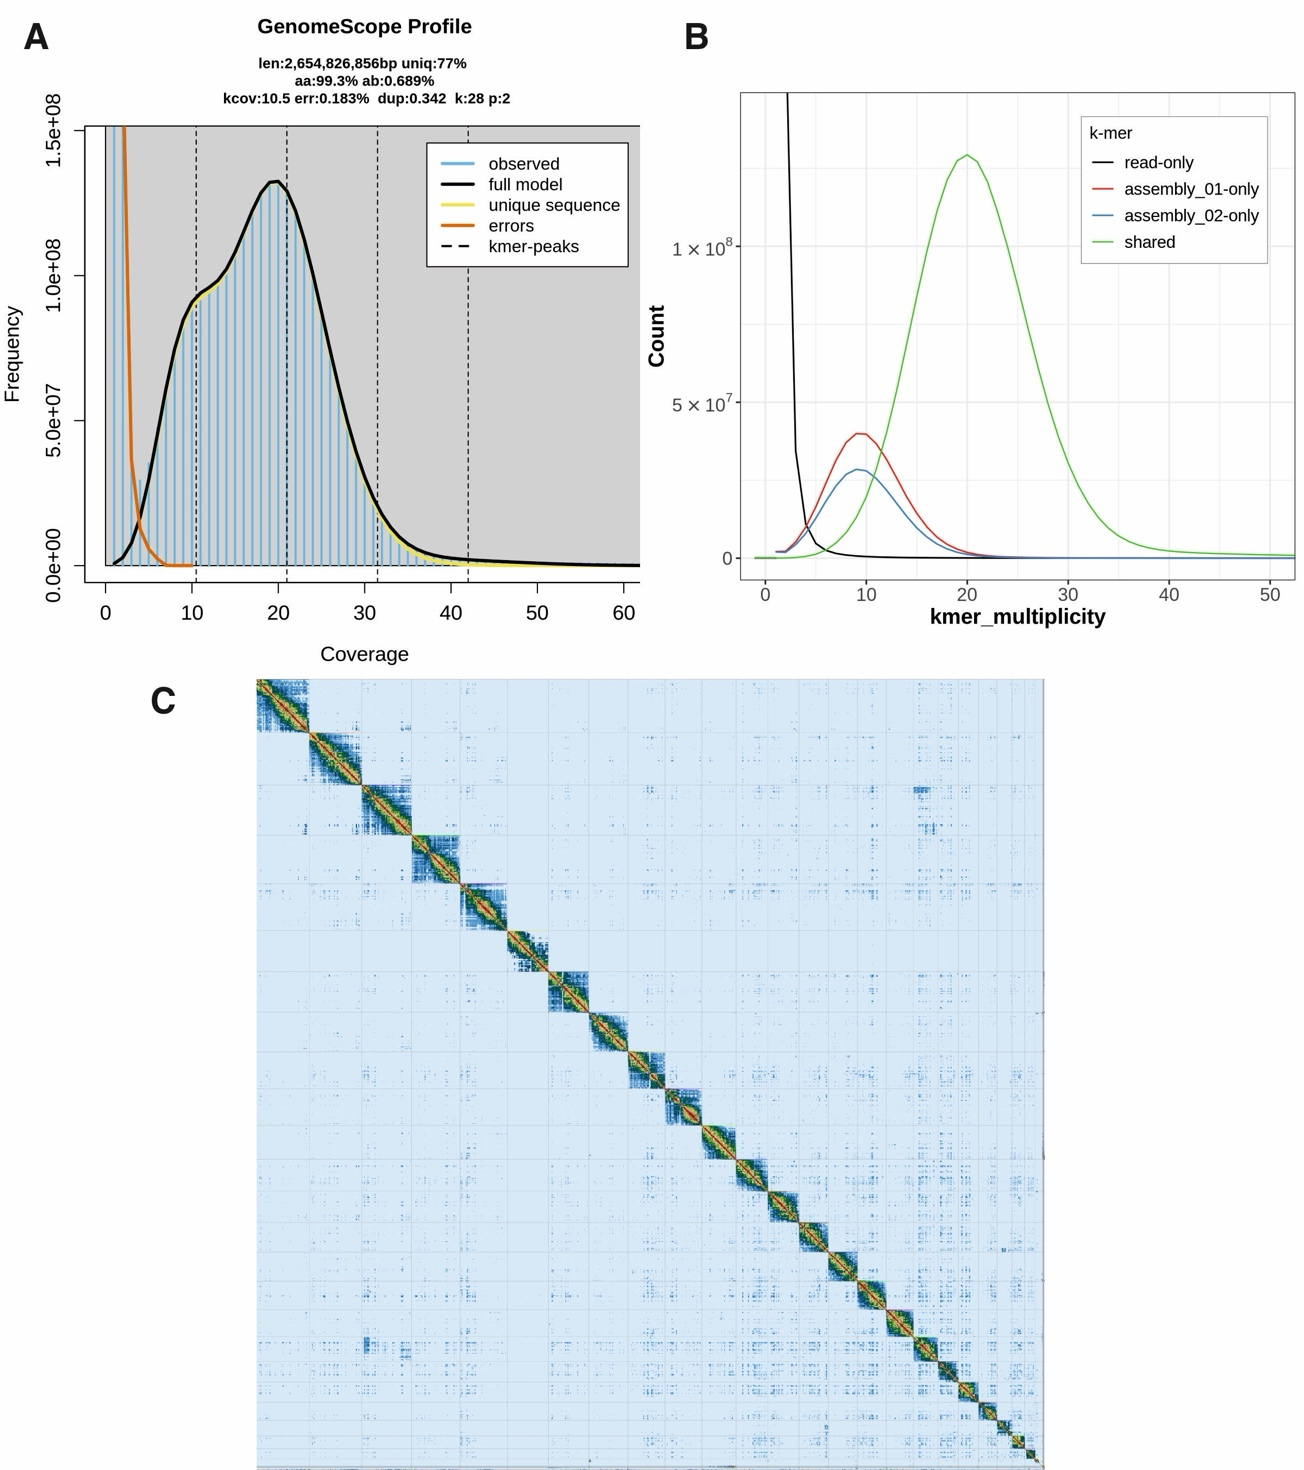 A
GenomeScope Profile
len:2,654,826,856bp uniq:77%
aa:99.3% ab:0.689%
kcov:10.5 err:0.183% dup:0.342 k:28 p:2
Frequency
0.0e+00 5.0e+07 1.0e+08 1.5e+08
observed
full model
unique sequence
errors
kmer-peaks
0 10 20 30 40 50 60
Coverage
B
Count
1 × 10⁸
5 × 10⁷
0
k-mer
read-only
assembly_01-only
assembly_02-only
shared
0 10 20 30 40 50
kmer_multiplicity
C